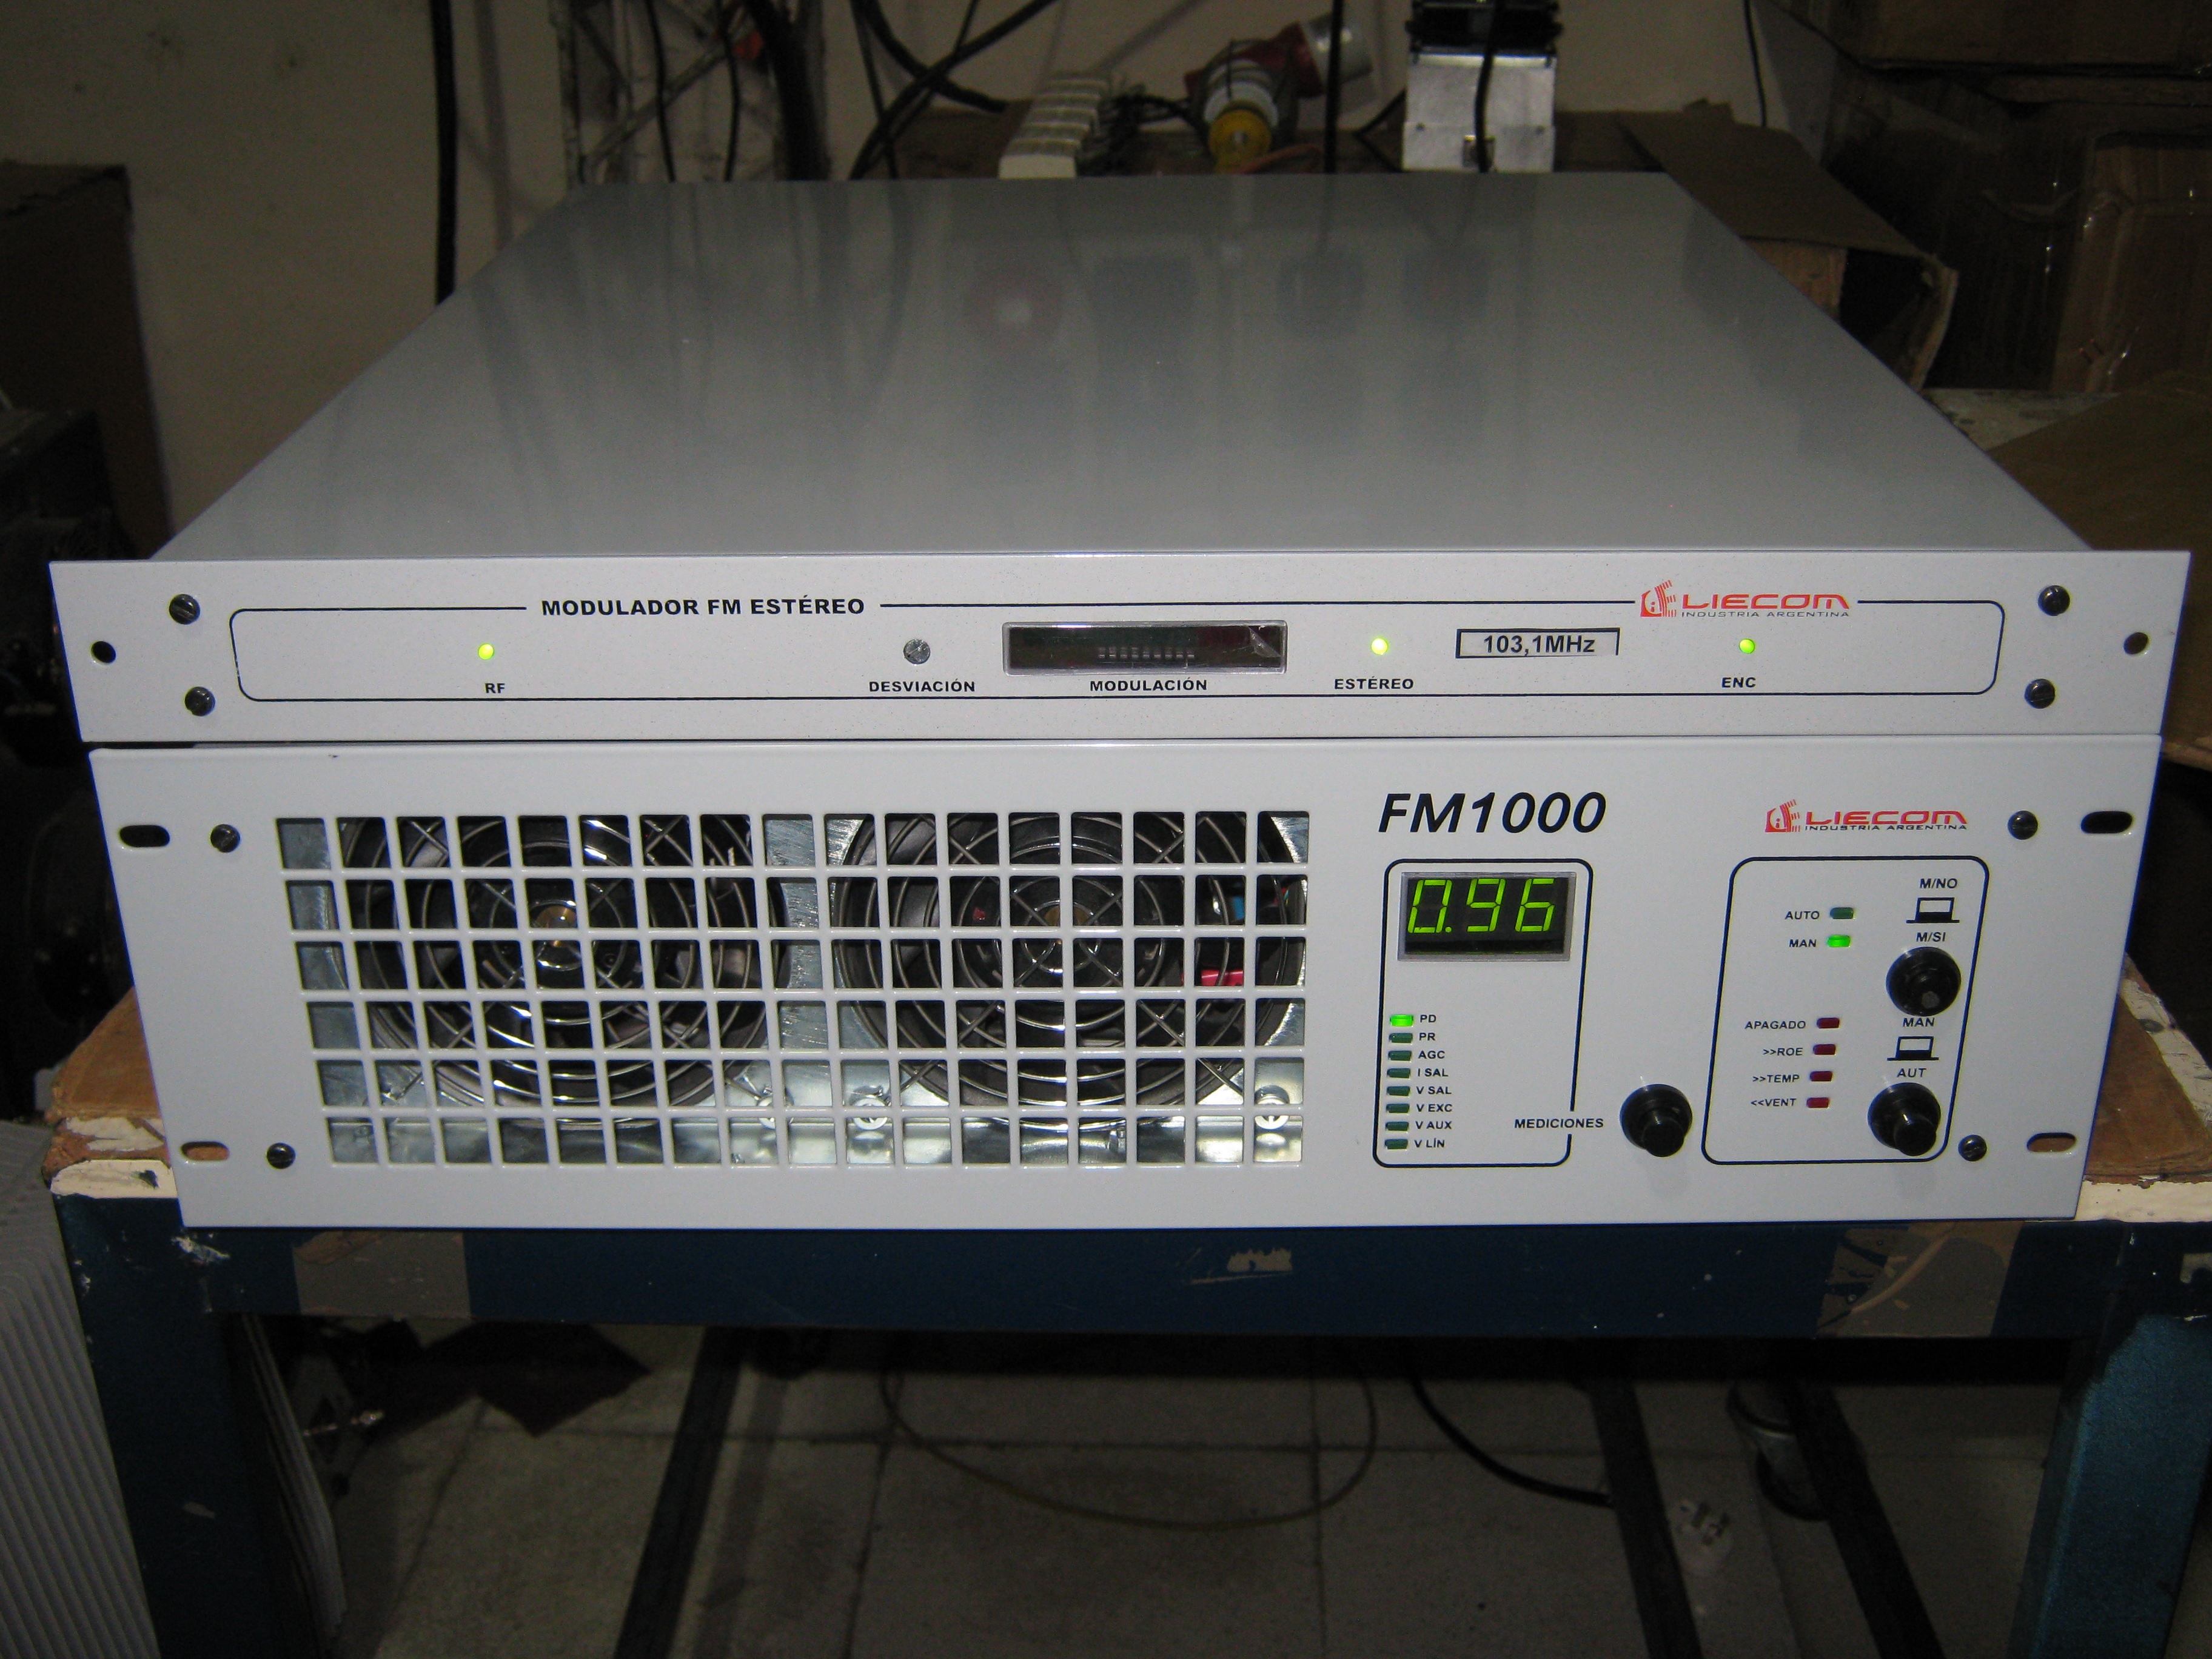 MODULADOR FM ESTÉREO
LIECOM
INDUSTRIA ARGENTINA
RF
DESVIACIÓN
MODULACIÓN
ESTÉREO
103,1MHz
ENC
FM1000
LIECOM
INDUSTRIA ARGENTINA
0.96
PD
PR
AGC
I SAL
V SAL
V EXC
V AUX
V LÍN
MEDICIONES
M/NO
AUTO
M/SI
MAN
APAGADO
MAN
>>ROE
>>TEMP
AUT
<<VENT